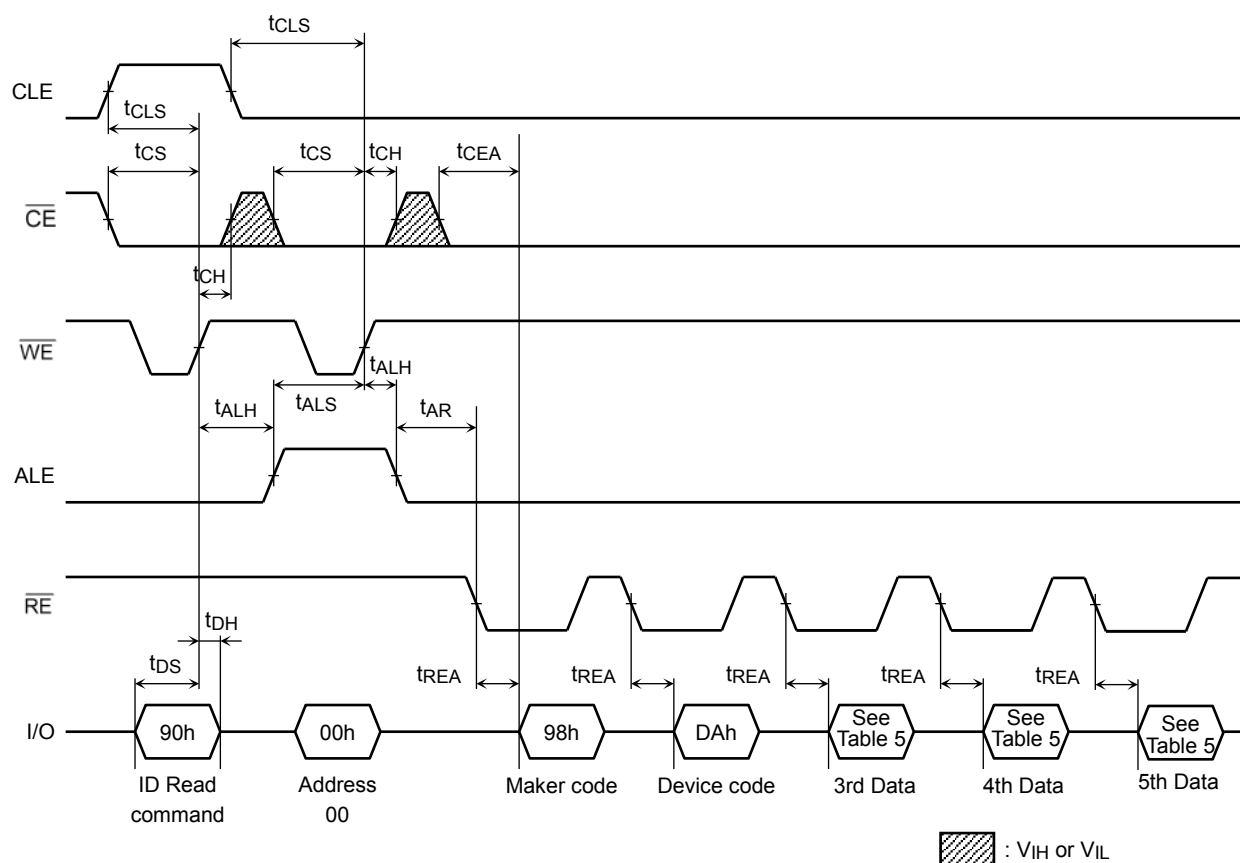 tCLS
CLE
tCLS
tCS
tCS
tCH
tCEA
CE
tCH
WE
tALH
tALH
tALS
tAR
ALE
RE
tDH
tDS
tREA
tREA
tREA
tREA
tREA
I/O
90h
00h
98h
DAh
See
Table 5
See
Table 5
See
Table 5
ID Read
command
Address
00
Maker code
Device code
3rd Data
4th Data
5th Data
: VIH or VIL